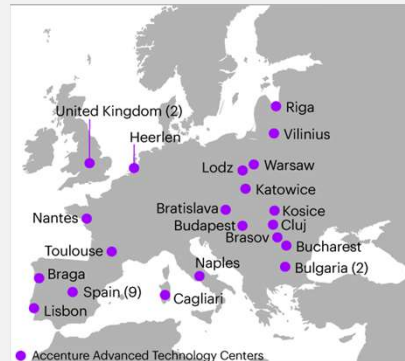 Riga
United Kingdom (2)
Vilinius
Heerlen
Lodz
Warsaw
Katowice
Bratislava
Kosice
Nantes
Budapest
Cluj
Brasov
Bucharest
Toulouse
Naples
Bulgaria (2)
Braga
Spain (9)
Cagliari
Lisbon
Accenture Advanced Technology Centers